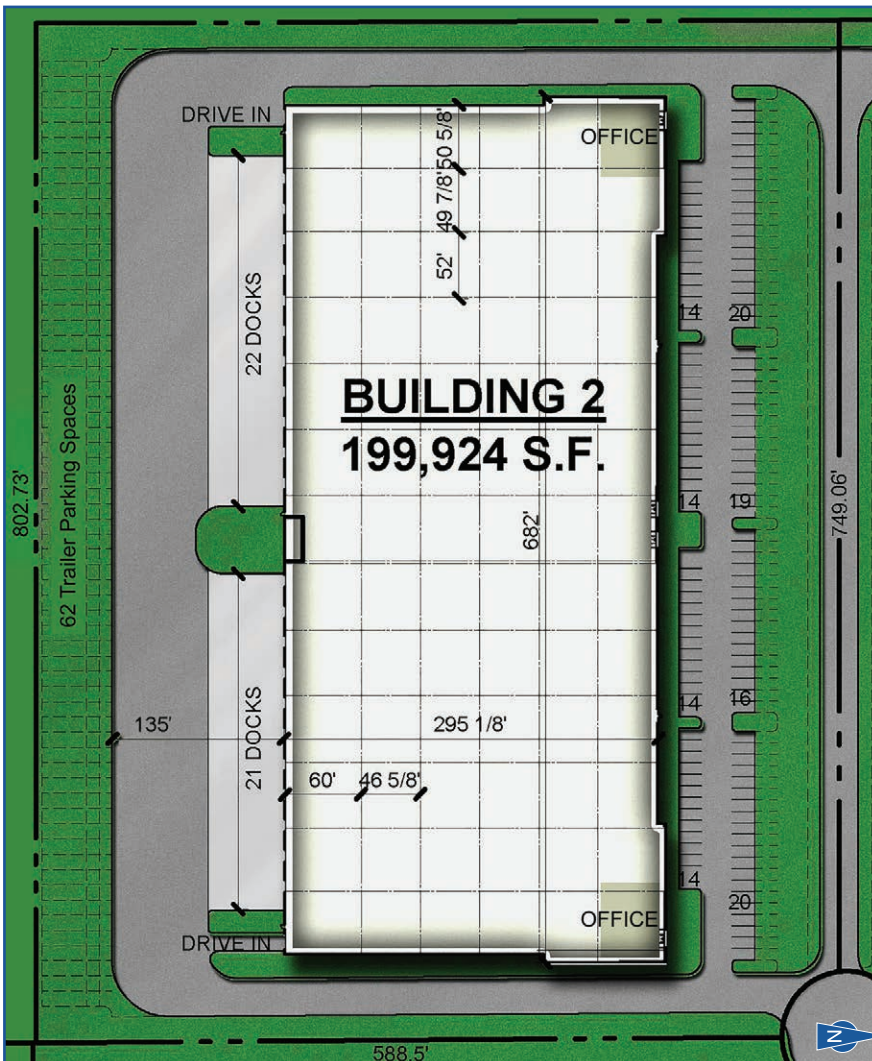 DRIVE IN
OFFICE
50 5/8'
49 7/8'
52'
22 DOCKS
14
20
BUILDING 2
199,924 S.F.
62 Trailer Parking Spaces
802.73'
682'
14
19
749.06'
14
16
135'
21 DOCKS
295 1/8'
60'
46 5/8'
14
20
OFFICE
DRIVE IN
588.5'
N